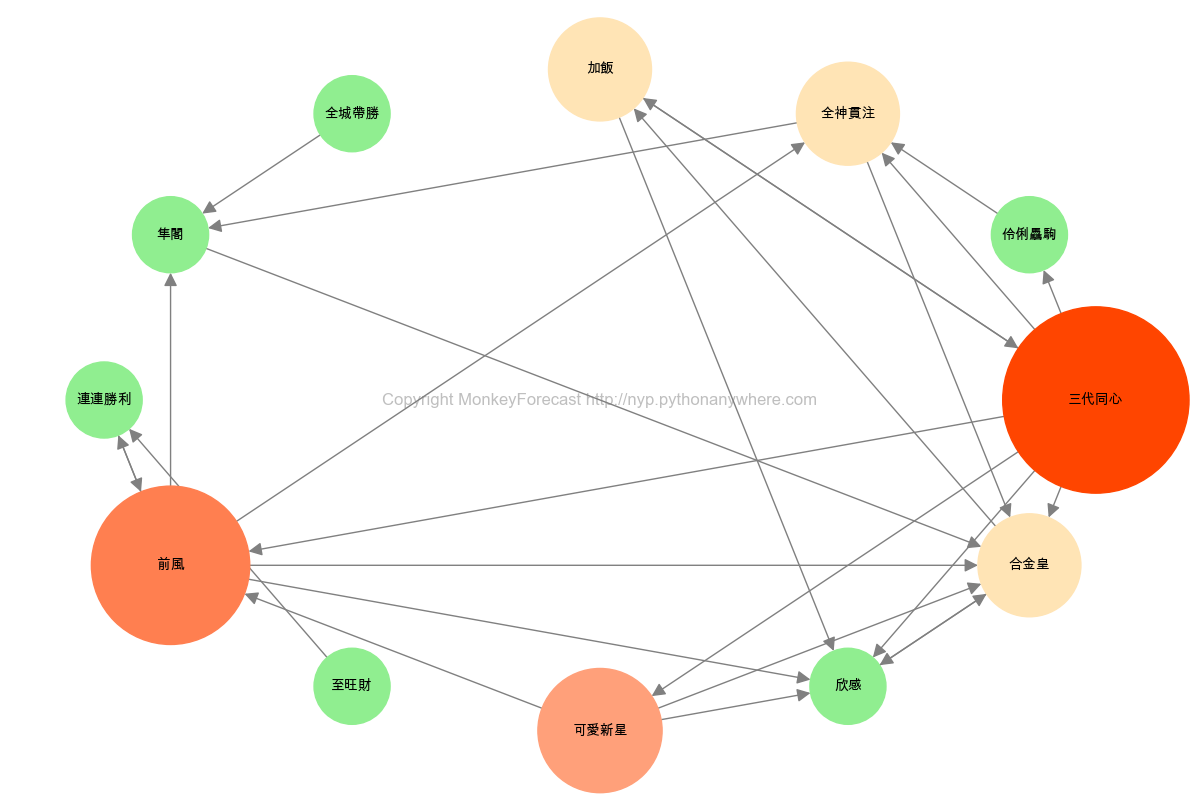 加飯
全城帶勝
全神貫注
隼閣
伶俐驫駒
連連勝利
Copyright MonkeyForecast http://nyp.pythonanywhere.com
三代同心
前風
合金皇
至旺財
欣感
可愛新星